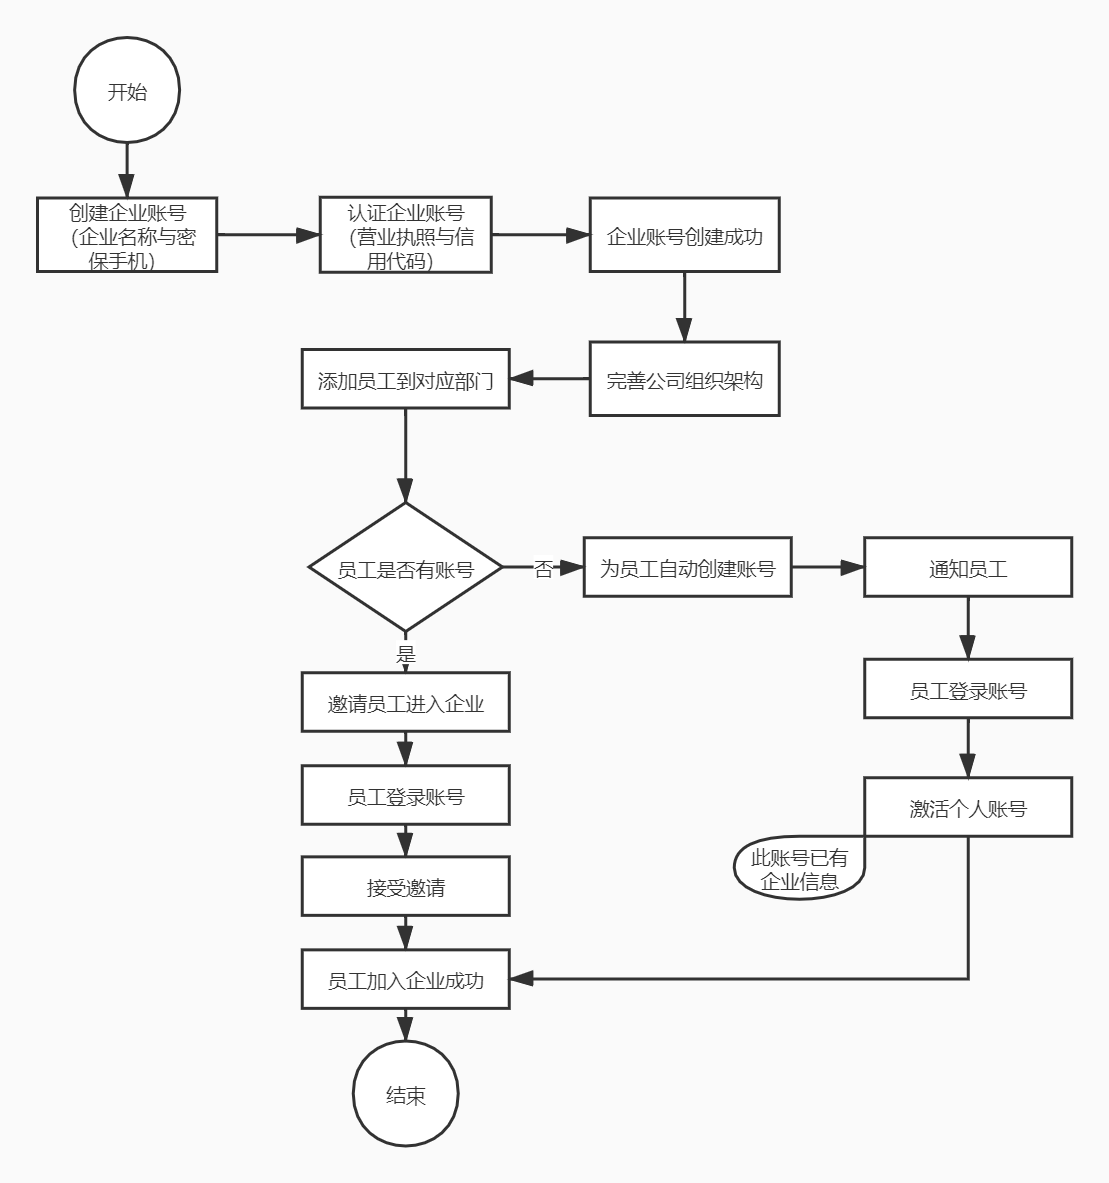 开始
创建企业账号
（企业名称与密
保手机）
认证企业账号
（营业执照与信
用代码）
企业账号创建成功
添加员工到对应部门
完善公司组织架构
员工是否有账号
否
为员工自动创建账号
通知员工
是
员工登录账号
邀请员工进入企业
员工登录账号
激活个人账号
此账号已有
企业信息
接受邀请
员工加入企业成功
结束